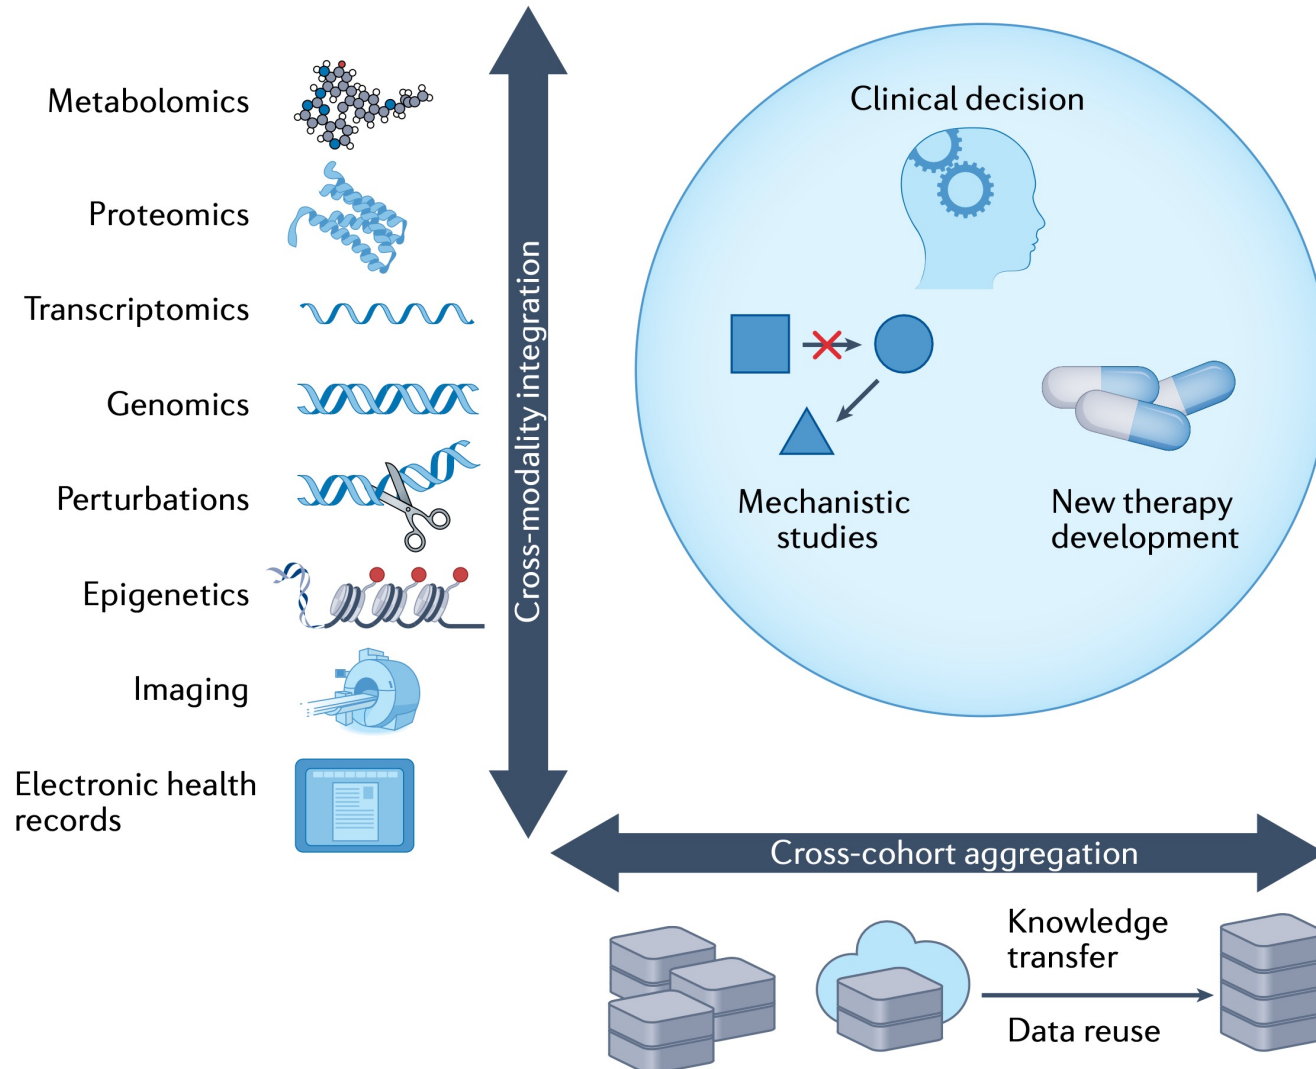 Metabolomics
Proteomics
Transcriptomics
Genomics
Perturbations
Epigenetics
Imaging
Electronic health
records
Cross-modality integration
Clinical decision
Mechanistic
studies
New therapy
development
Cross-cohort aggregation
Knowledge
transfer
Data reuse